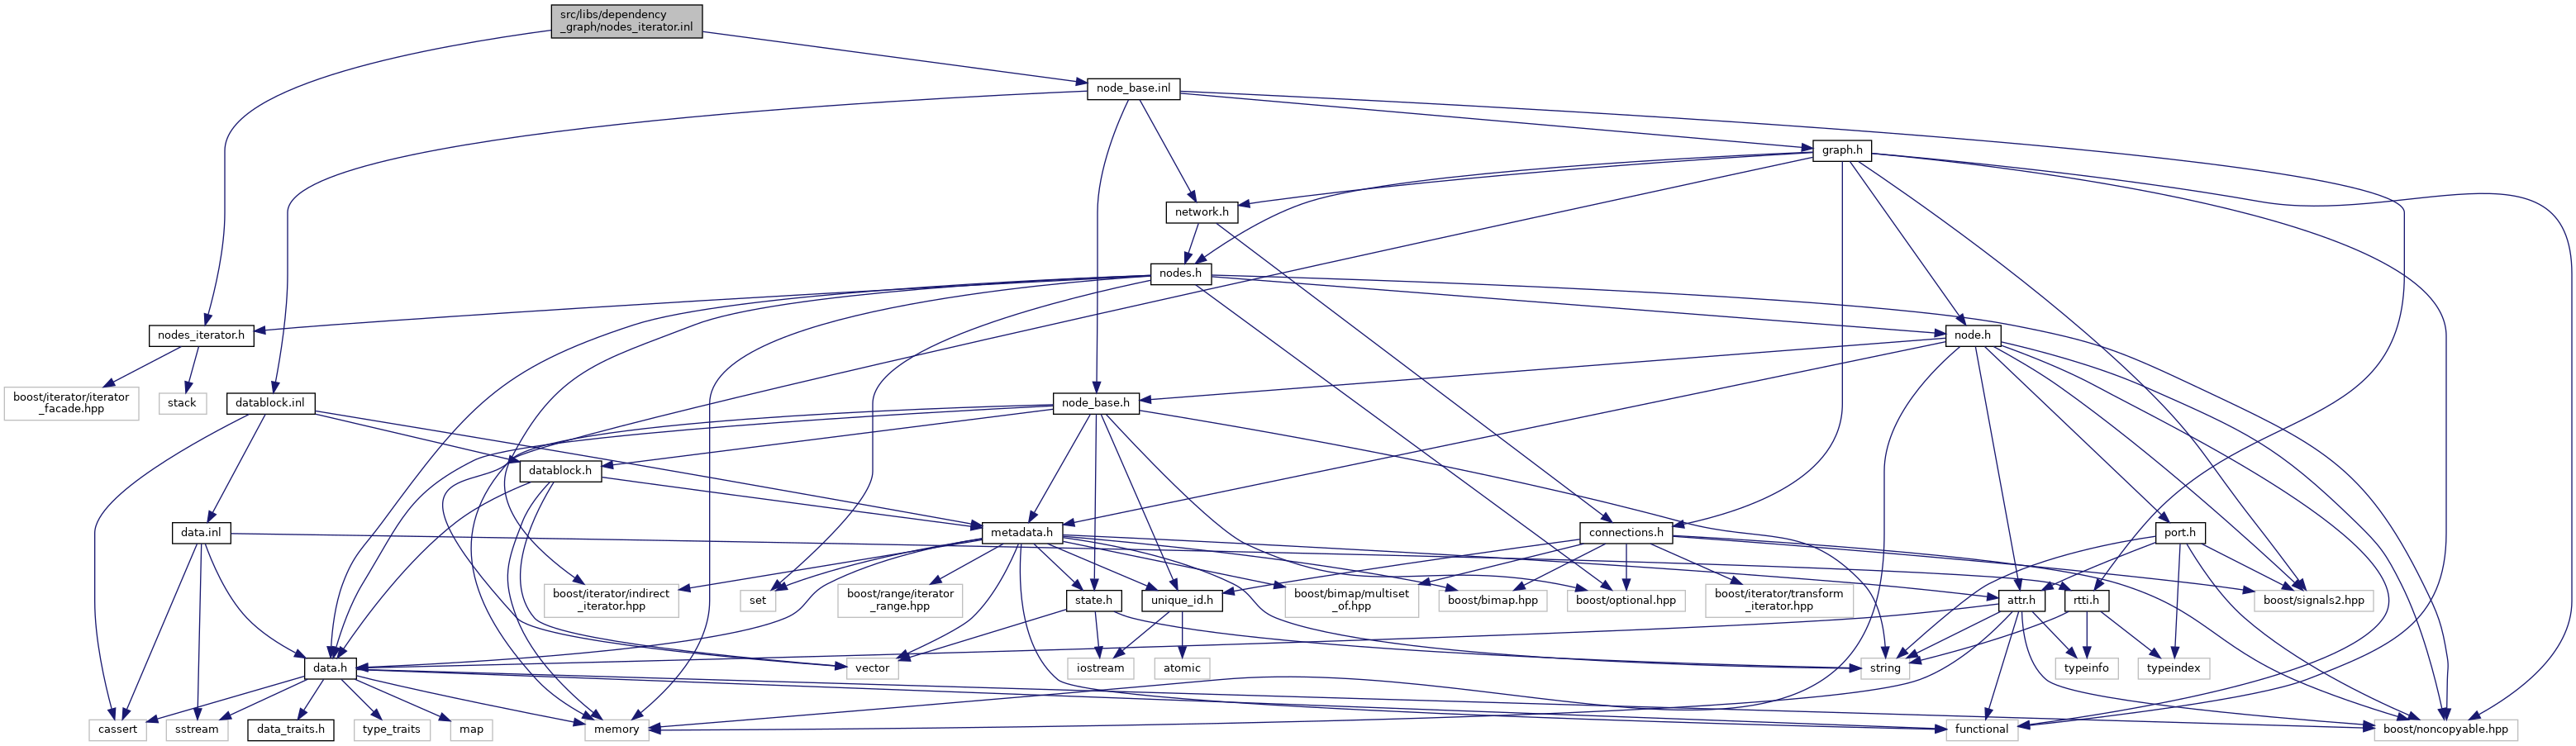 src/libs/dependency
_graph/nodes_iterator.inl
node_base.inl
graph.h
network.h
nodes.h
nodes_iterator.h
node.h
boost/iterator/iterator
_facade.hpp
stack
datablock.inl
node_base.h
datablock.h
data.inl
metadata.h
connections.h
port.h
boost/iterator/indirect
_iterator.hpp
set
boost/range/iterator
_range.hpp
state.h
unique_id.h
boost/bimap/multiset
_of.hpp
boost/bimap.hpp
boost/optional.hpp
boost/iterator/transform
_iterator.hpp
attr.h
rtti.h
boost/signals2.hpp
data.h
vector
iostream
atomic
string
typeinfo
typeindex
cassert
sstream
data_traits.h
type_traits
map
memory
functional
boost/noncopyable.hpp